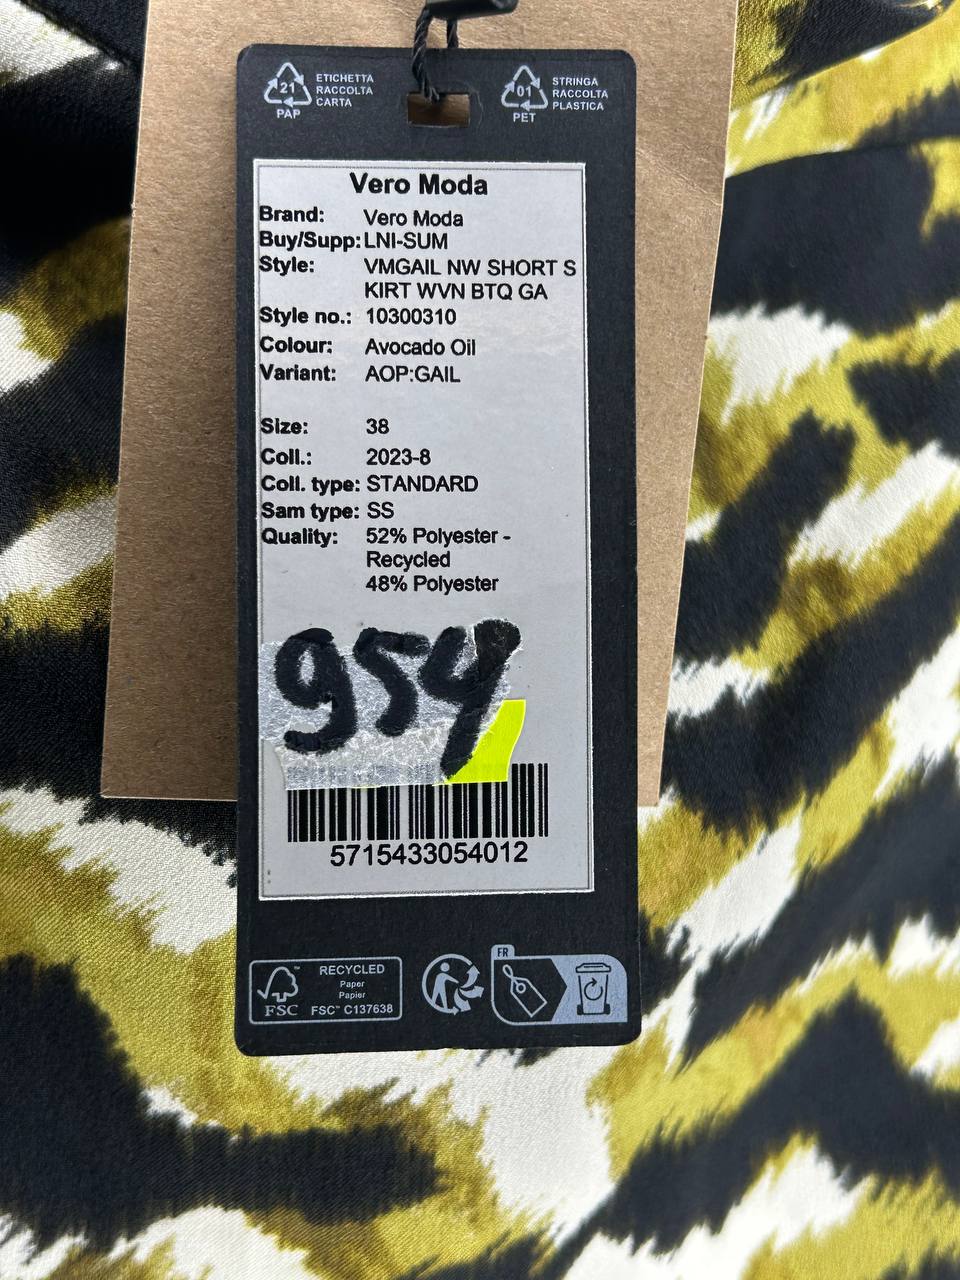 21
PAP
ETICHETTA
RACCOLTA
CARTA
01
PET
STRINGA
RACCOLTA
PLASTICA
Vero Moda
Brand: Vero Moda
Buy/Supp: LNI-SUM
Style: VMGAIL NW SHORT S
KIRT WVN BTQ GA
Style no.: 10300310
Colour: Avocado Oil
Variant: AOP:GAIL
Size: 38
Coll.: 2023-8
Coll. type: STANDARD
Sam type: SS
Quality: 52% Polyester -
Recycled
48% Polyester
954
5715433054012
FSC™
RECYCLED
Paper
Papier
FSC™ C137638
FR